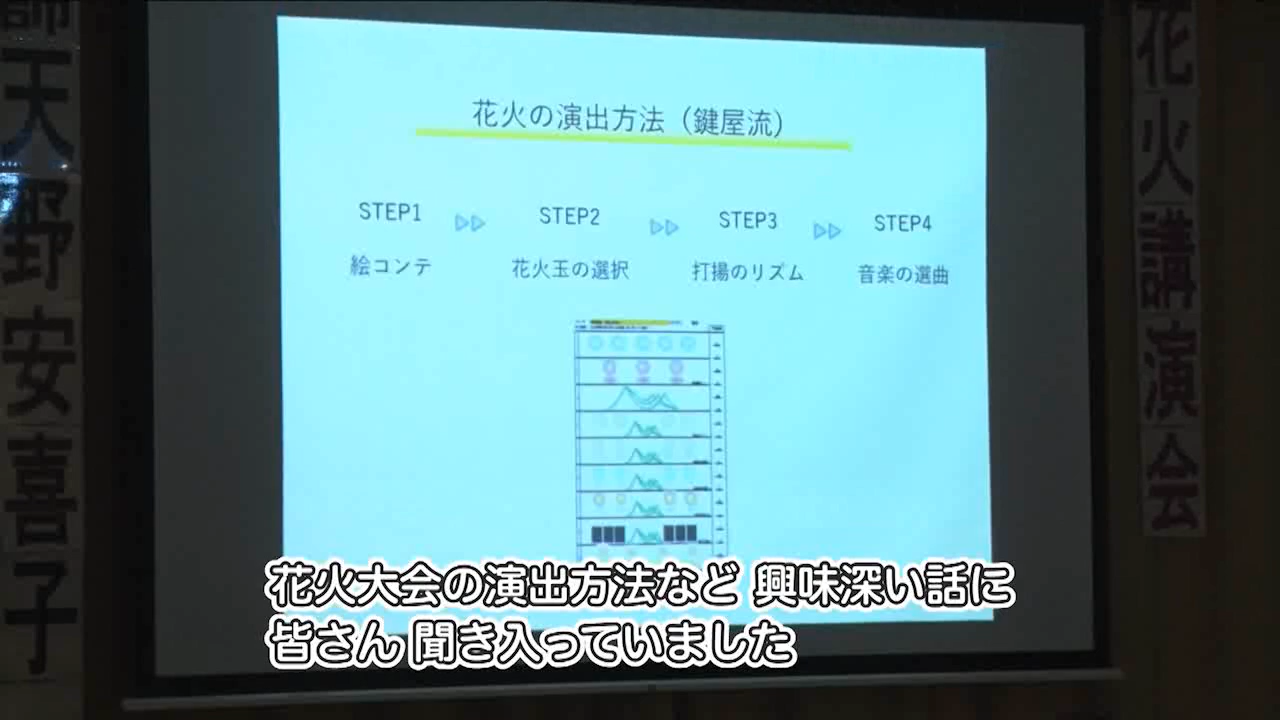 花火の演出方法（鍵屋流）
STEP1
STEP2
STEP3
STEP4
絵コンテ
花火玉の選択
打揚のリズム
音楽の選曲
師天野安喜子
花火講演会
花火大会の演出方法など 興味深い話に
皆さん 聞き入っていました